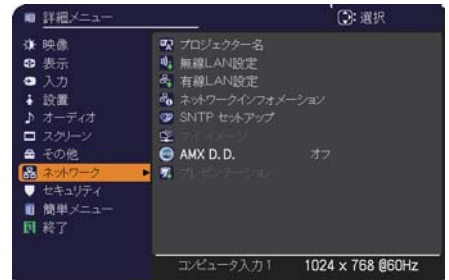 詳細メニュー
:選択
映像
表示
入力
設置
オーディオ
スクリーン
その他
ネットワーク
セキュリティ
簡単メニュー
終了
プロジェクター名
無線LAN設定
有線LAN設定
ネットワークインフォメーション
SNTP セットアップ
マイ イメージ
AMX D.D. オフ
プレゼンテーション
コンピュータ入力1 1024 x 768 @60Hz